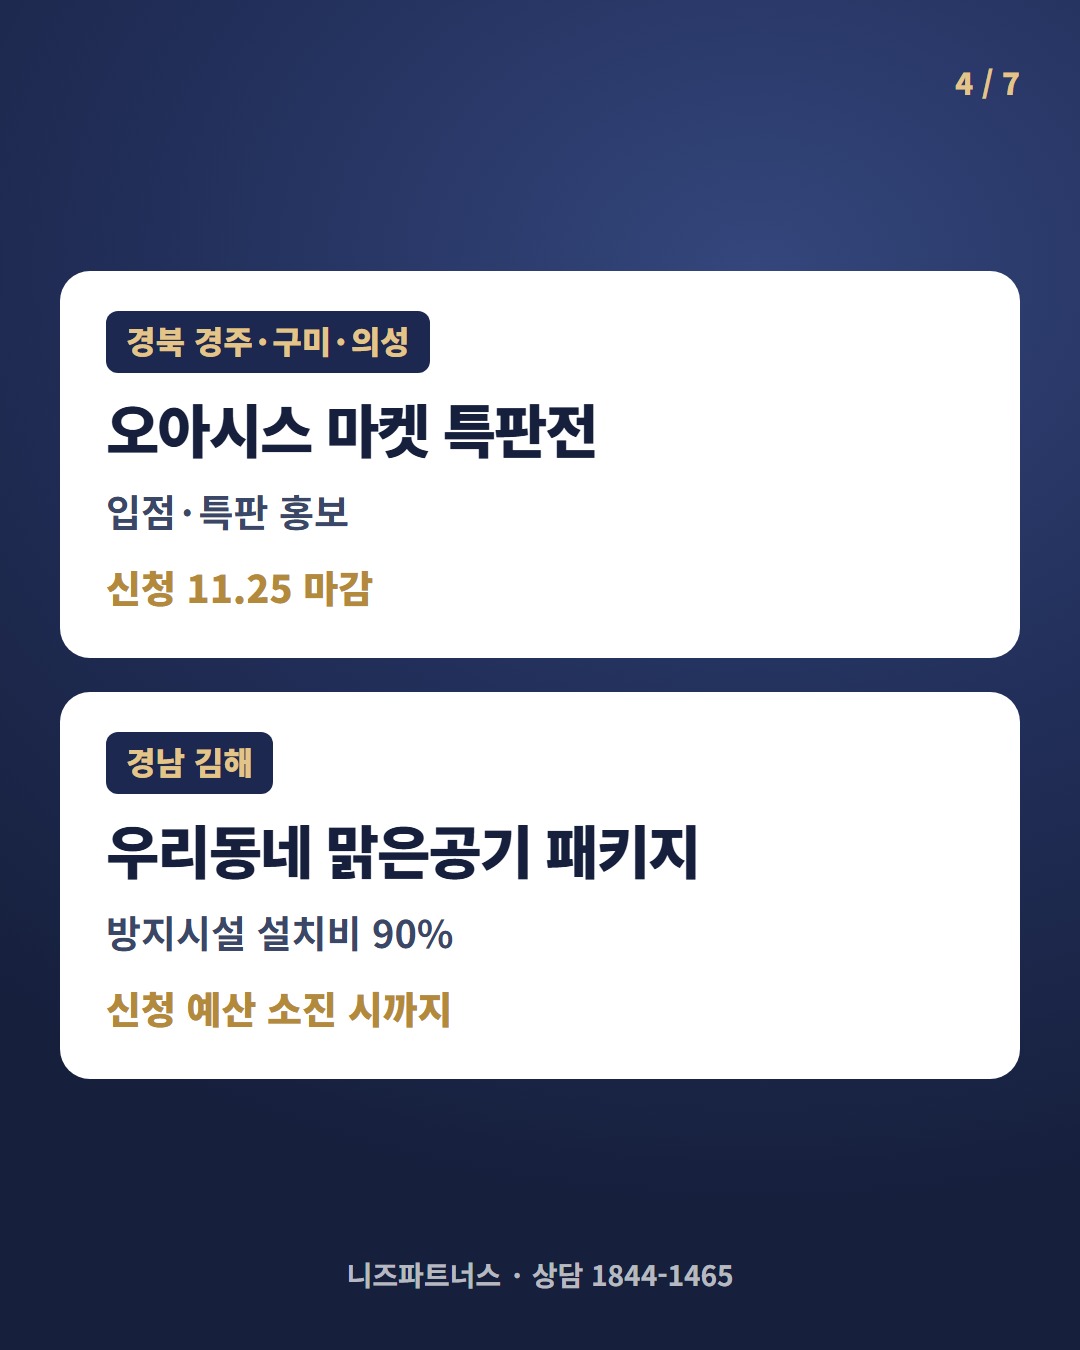 4 / 7
경북 경주·구미·의성
오아시스 마켓 특판전
입점·특판 홍보
신청 11.25 마감
경남 김해
우리동네 맑은공기 패키지
방지시설 설치비 90%
신청 예산 소진 시까지
니즈파트너스 · 상담 1844-1465